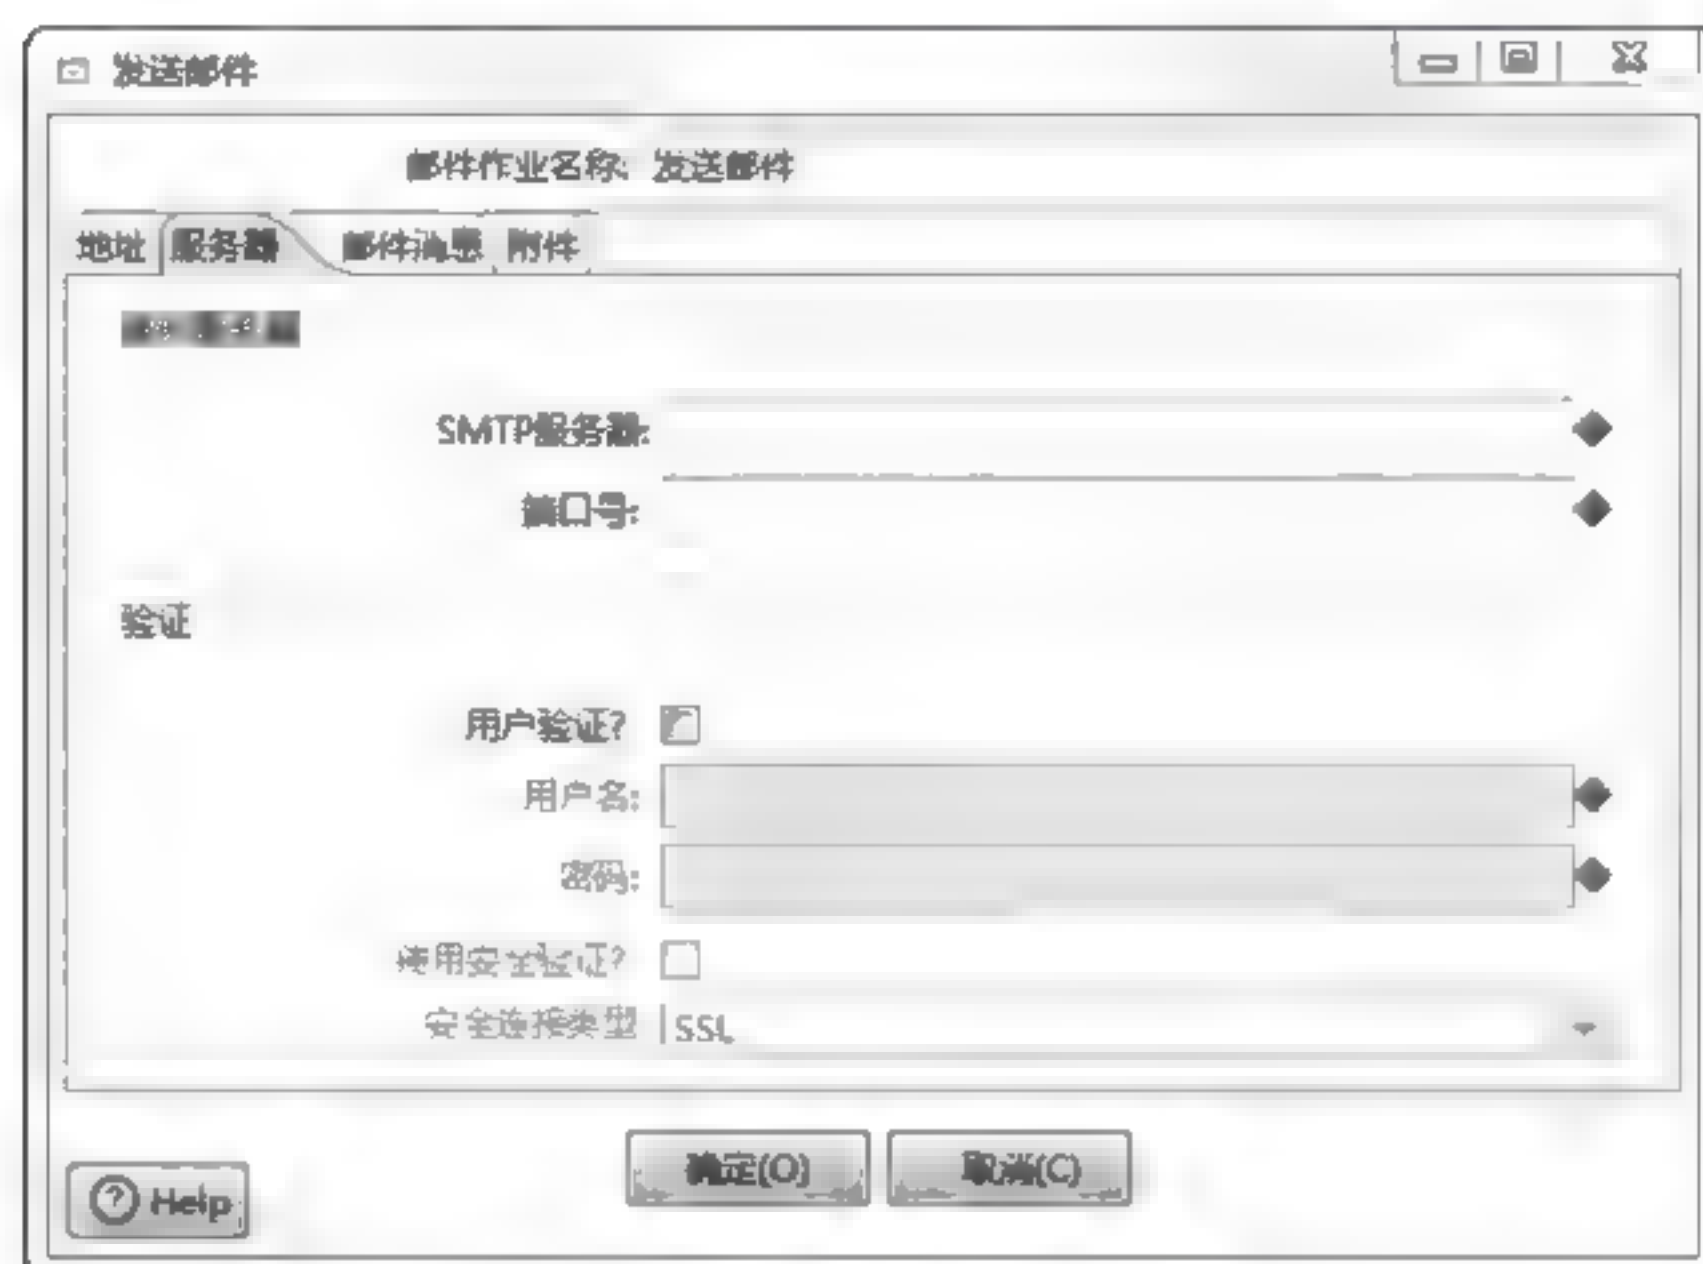 发送邮件
邮件作业名称: 发送邮件
地址 服务器 邮件消息 附件
SMTP服务器:
端口号:
验证
用户验证?
用户名:
密码:
使用安全验证?
安全连接类型 SSL
确定(O) 取消(C)
Help